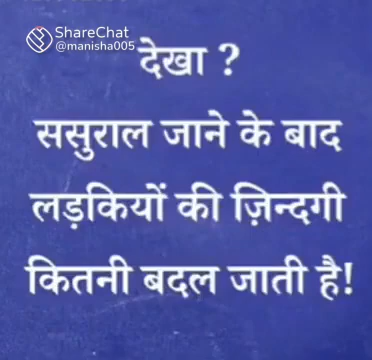 ShareChat
@manisha005
देखा ?
ससुराल जाने के बाद
लड़कियों की ज़िन्दगी
कितनी बदल जाती है!